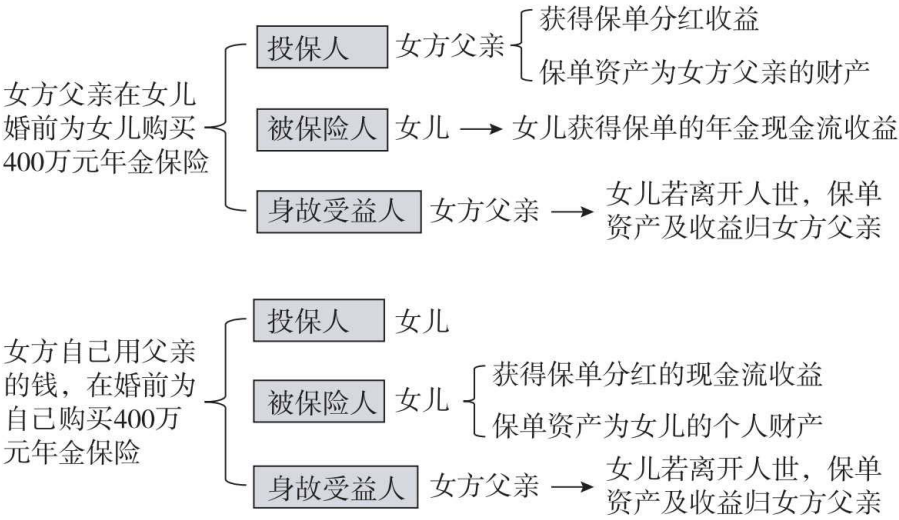 女方父亲在女儿
婚前为女儿购买
400万元年金保险
投保人 女方父亲
获得保单分红收益
保单资产为女方父亲的财产
被保险人 女儿 → 女儿获得保单的年金现金流收益
身故受益人 女方父亲 →
女儿若离开人世，保单
资产及收益归女方父亲
女方自己用父亲
的钱，在婚前为
自己购买400万
元年金保险
投保人 女儿
被保险人 女儿
获得保单分红的现金流收益
保单资产为女儿的个人财产
身故受益人 女方父亲 →
女儿若离开人世，保单
资产及收益归女方父亲